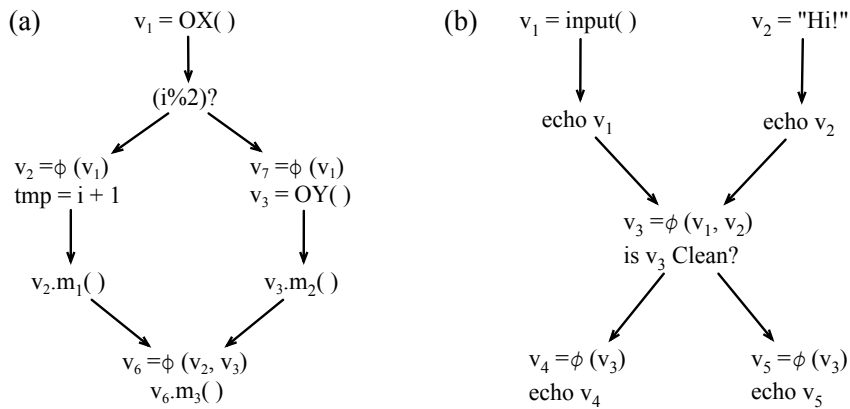 (a)
v₁ = OX( )
(i%2)?
v₂ =ϕ (v₁)
tmp = i + 1
v₇ =ϕ (v₁)
v₃ = OY( )
v₂.m₁( )
v₃.m₂( )
v₆ =ϕ (v₂, v₃)
v₆.m₃( )
(b)
v₁ = input( )
v₂ = "Hi!"
echo v₁
echo v₂
v₃ =ϕ (v₁, v₂)
is v₃ Clean?
v₄ =ϕ (v₃)
echo v₄
v₅ =ϕ (v₃)
echo v₅